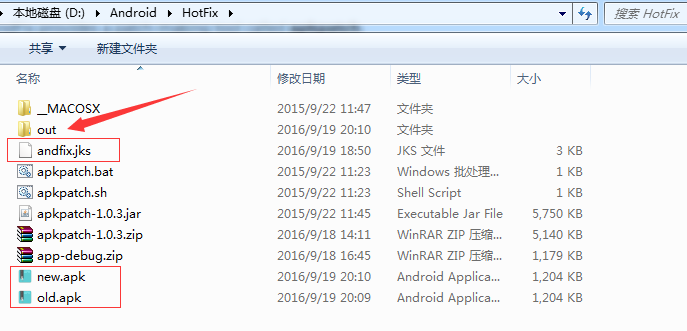 本地磁盘 (D:) ▸ Android ▸ HotFix
搜索 HotFix
共享 新建文件夹
名称 修改日期 类型 大小
__MACOSX 2015/9/22 11:47 文件夹
out 2016/9/19 20:10 文件夹
andfix.jks 2016/9/19 18:50 JKS 文件 3 KB
apkpatch.bat 2015/9/22 11:23 Windows 批处理... 1 KB
apkpatch.sh 2015/9/22 11:23 Shell Script 1 KB
apkpatch-1.0.3.jar 2015/9/22 11:45 Executable Jar File 5,750 KB
apkpatch-1.0.3.zip 2016/9/18 14:11 WinRAR ZIP 压缩... 5,140 KB
app-debug.zip 2016/9/18 16:45 WinRAR ZIP 压缩... 1,179 KB
new.apk 2016/9/19 20:10 Android Applica... 1,204 KB
old.apk 2016/9/19 20:09 Android Applica... 1,204 KB